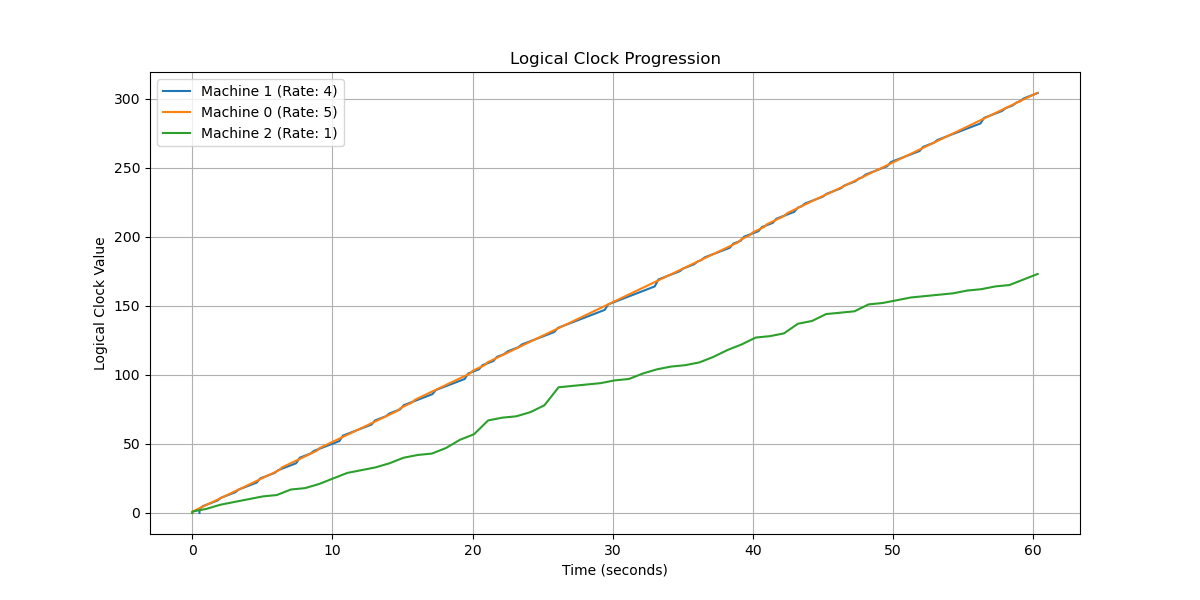 Logical Clock Progression
Machine 1 (Rate: 4)
Machine 0 (Rate: 5)
Machine 2 (Rate: 1)
Logical Clock Value
300
250
200
150
100
50
0
0 10 20 30 40 50 60
Time (seconds)